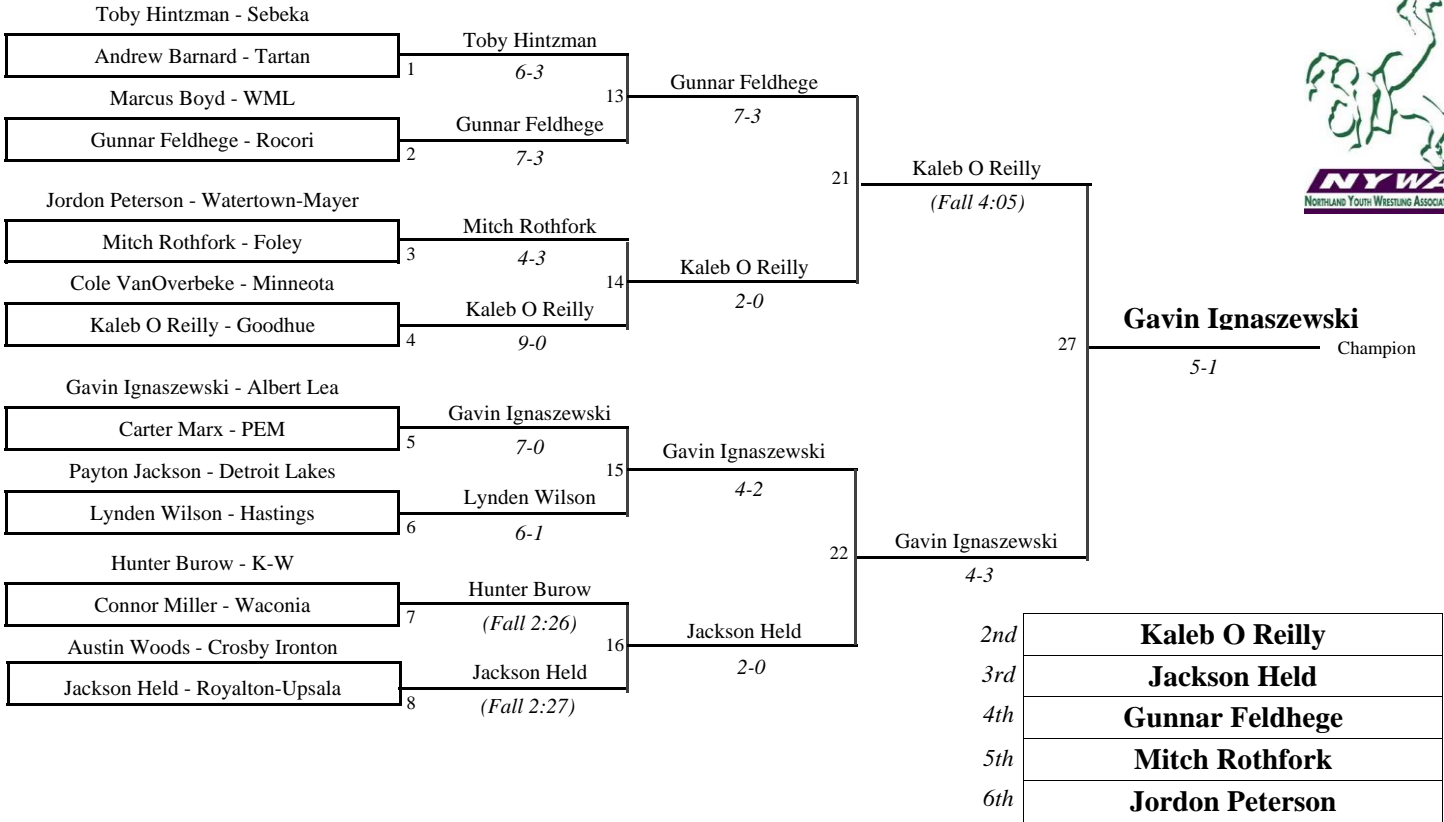 Toby Hintzman - Sebeka
Andrew Barnard - Tartan
1
Marcus Boyd - WML
Gunnar Feldhege - Rocori
2
Jordon Peterson - Watertown-Mayer
Mitch Rothfork - Foley
3
Cole VanOverbeke - Minneota
Kaleb O Reilly - Goodhue
4
Gavin Ignaszewski - Albert Lea
Carter Marx - PEM
5
Payton Jackson - Detroit Lakes
Lynden Wilson - Hastings
6
Hunter Burow - K-W
Connor Miller - Waconia
7
Austin Woods - Crosby Ironton
Jackson Held - Royalton-Upsala
8
Toby Hintzman
6-3
13
Gunnar Feldhege
7-3
Mitch Rothfork
4-3
14
Kaleb O Reilly
9-0
Gavin Ignaszewski
7-0
15
Lynden Wilson
6-1
Hunter Burow
(Fall 2:26)
16
Jackson Held
(Fall 2:27)
Gunnar Feldhege
7-3
21
Kaleb O Reilly
2-0
Gavin Ignaszewski
4-2
22
Jackson Held
2-0
Kaleb O Reilly
(Fall 4:05)
27
Gavin Ignaszewski
4-3
Gavin Ignaszewski
Champion
5-1
NYWA
NORTHLAND YOUTH WRESTLING
2nd Kaleb O Reilly
3rd Jackson Held
4th Gunnar Feldhege
5th Mitch Rothfork
6th Jordon Peterson